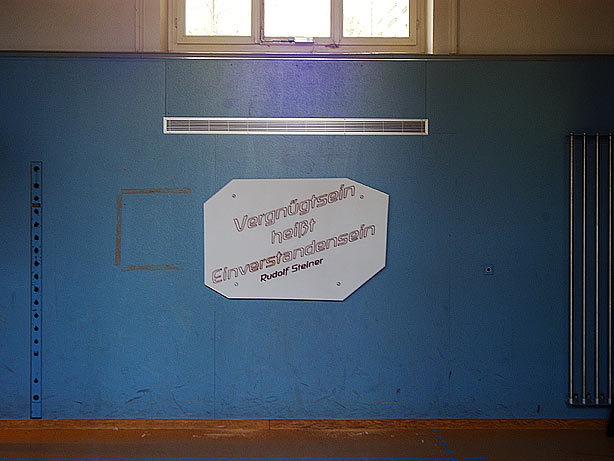 Vergnügtsein
heißt
Einverstandensein
Rudolf Steiner